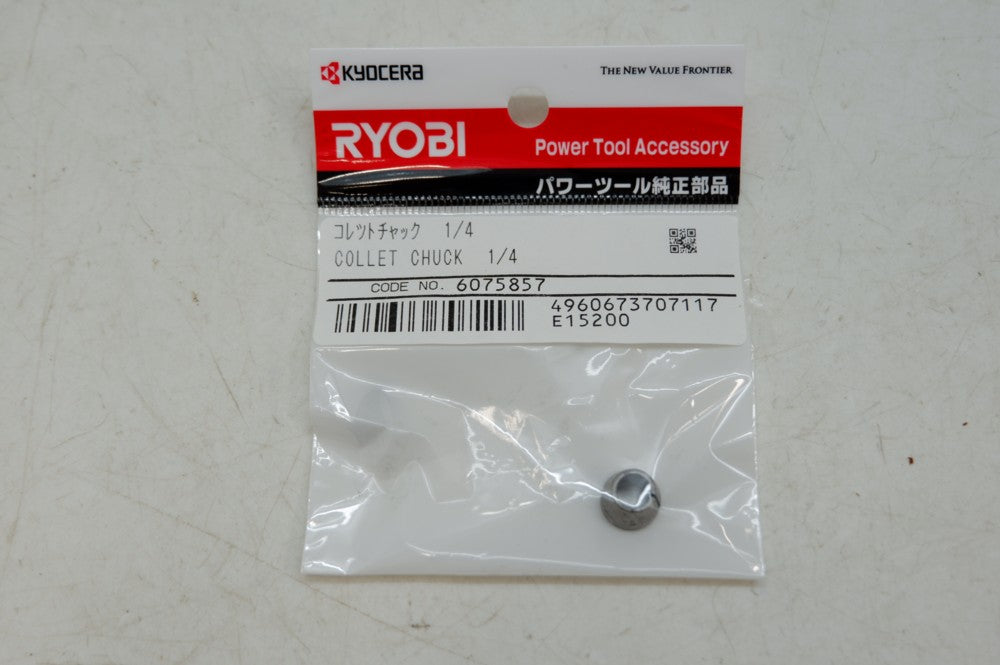 KYOCERA
THE NEW VALUE FRONTIER
RYOBI
Power Tool Accessory
パワーツール純正部品
コレツトチャック 1/4
COLLET CHUCK 1/4
CODE NO. 6075857
4960673707117
E15200